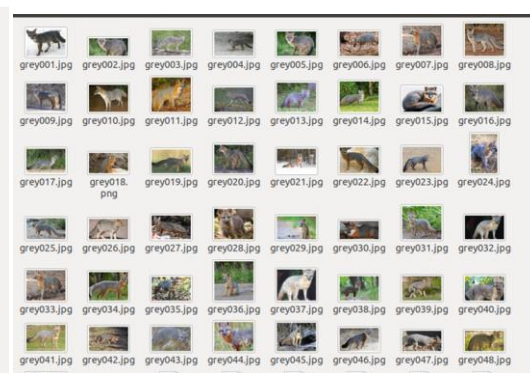 grey001.jpg grey002.jpg grey003.jpg grey004.jpg grey005.jpg grey006.jpg grey007.jpg grey008.jpg
grey009.jpg grey010.jpg grey011.jpg grey012.jpg grey013.jpg grey014.jpg grey015.jpg grey016.jpg
grey017.jpg grey018. grey019.jpg grey020.jpg grey021.jpg grey022.jpg grey023.jpg grey024.jpg
png
grey025.jpg grey026.jpg grey027.jpg grey028.jpg grey029.jpg grey030.jpg grey031.jpg grey032.jpg
grey033.jpg grey034.jpg grey035.jpg grey036.jpg grey037.jpg grey038.jpg grey039.jpg grey040.jpg
grey041.jpg grey042.jpg grey043.jpg grey044.jpg grey045.jpg grey046.jpg grey047.jpg grey048.jpg